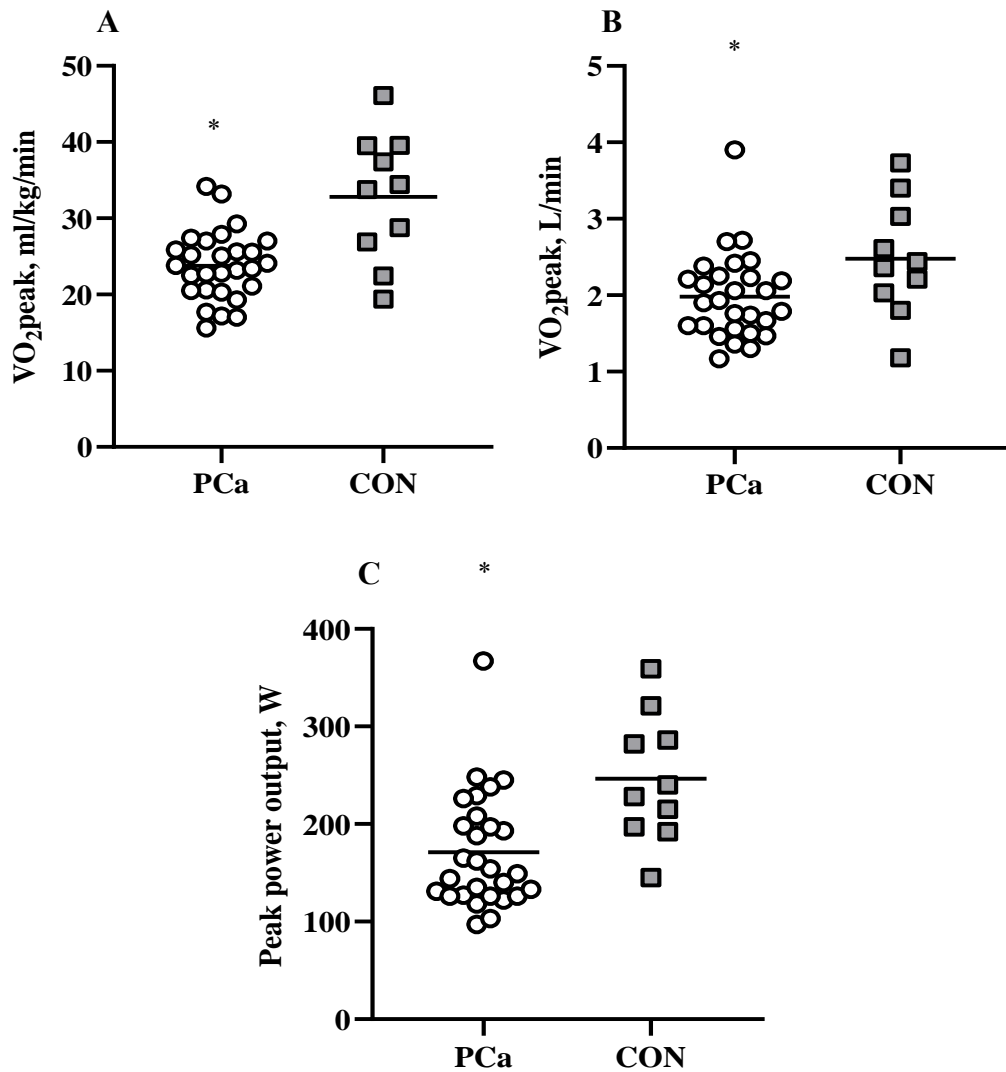 A
VO2peak, ml/kg/min
50
40
30
20
10
0
*
PCa
CON
B
VO2peak, L/min
5
4
3
2
1
0
*
PCa
CON
C
Peak power output, W
400
300
200
100
0
*
PCa
CON